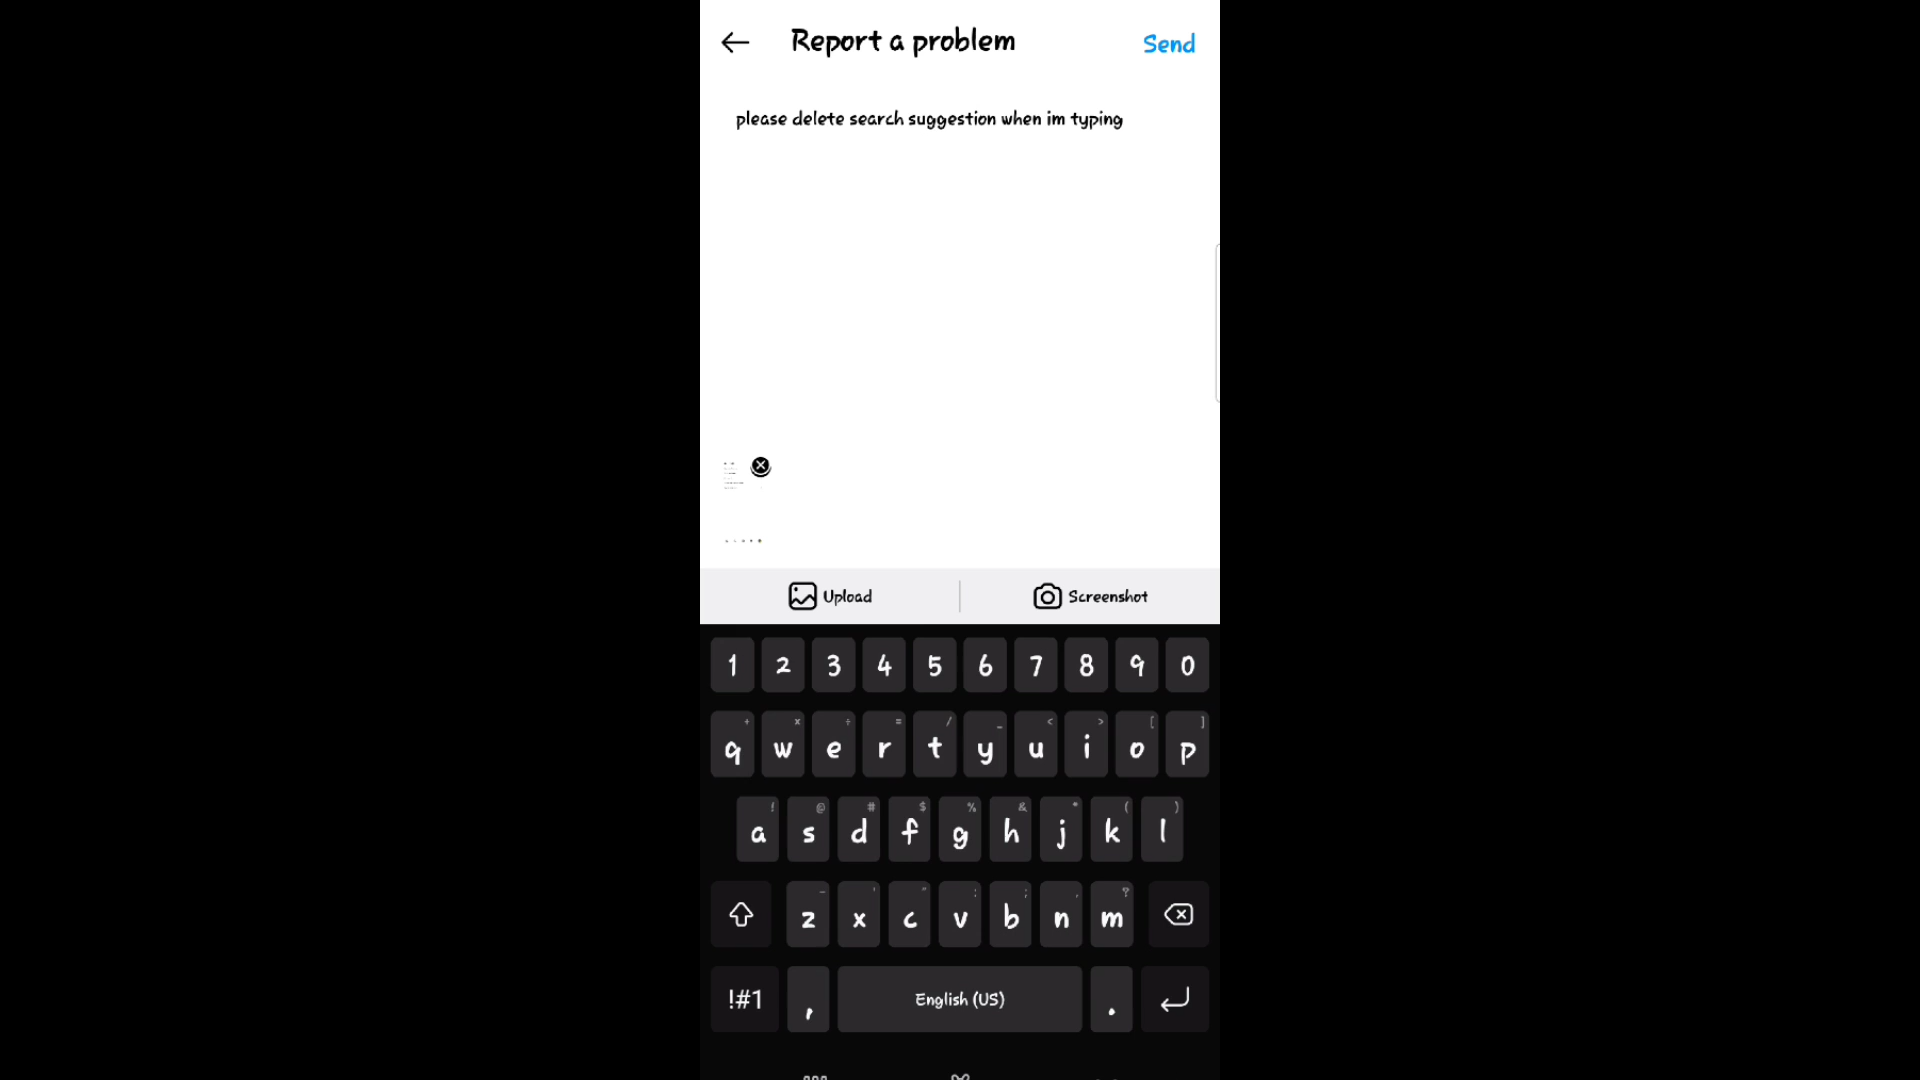 Report a problem
Send
please delete search suggestion when im typing
Upload
Screenshot
1 2 3 4 5 6 7 8 9 0
+ × ÷ = / _ < > [ ]
q w e r t y u i o p
! @ # $ % & * ( )
a s d f g h j k l
- ' " : ; , ?
z x c v b n m
!#1 , English (US) .